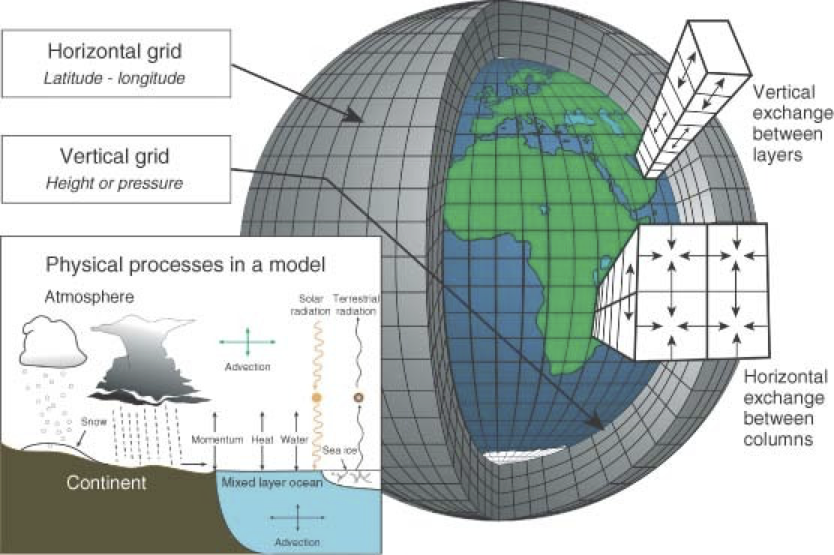 Horizontal grid
Latitude - longitude
Vertical grid
Height or pressure
Vertical
exchange
between
layers
Horizontal
exchange
between
columns
Physical processes in a model
Atmosphere
Solar
radiation
Terrestrial
radiation
Advection
Snow
Momentum
Heat
Water
Sea ice
Continent
Mixed layer ocean
Advection